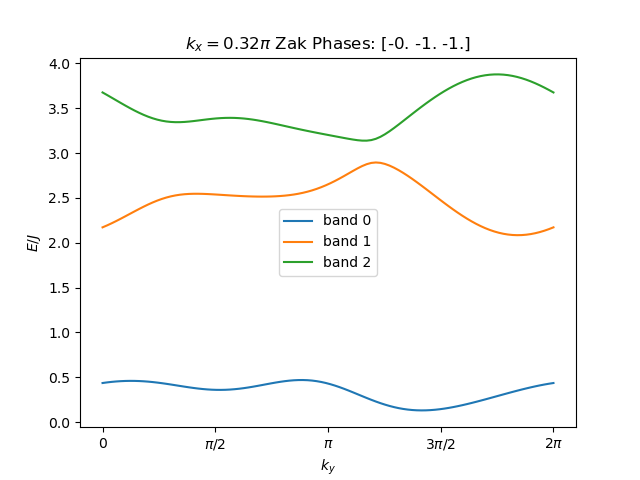 $k_x = 0.32\pi$ Zak Phases: [-0. -1. -1.]
4.0
3.5
3.0
2.5
2.0
1.5
1.0
0.5
0.0
E/J
band 0
band 1
band 2
0
π/2
π
3π/2
2π
$k_y$